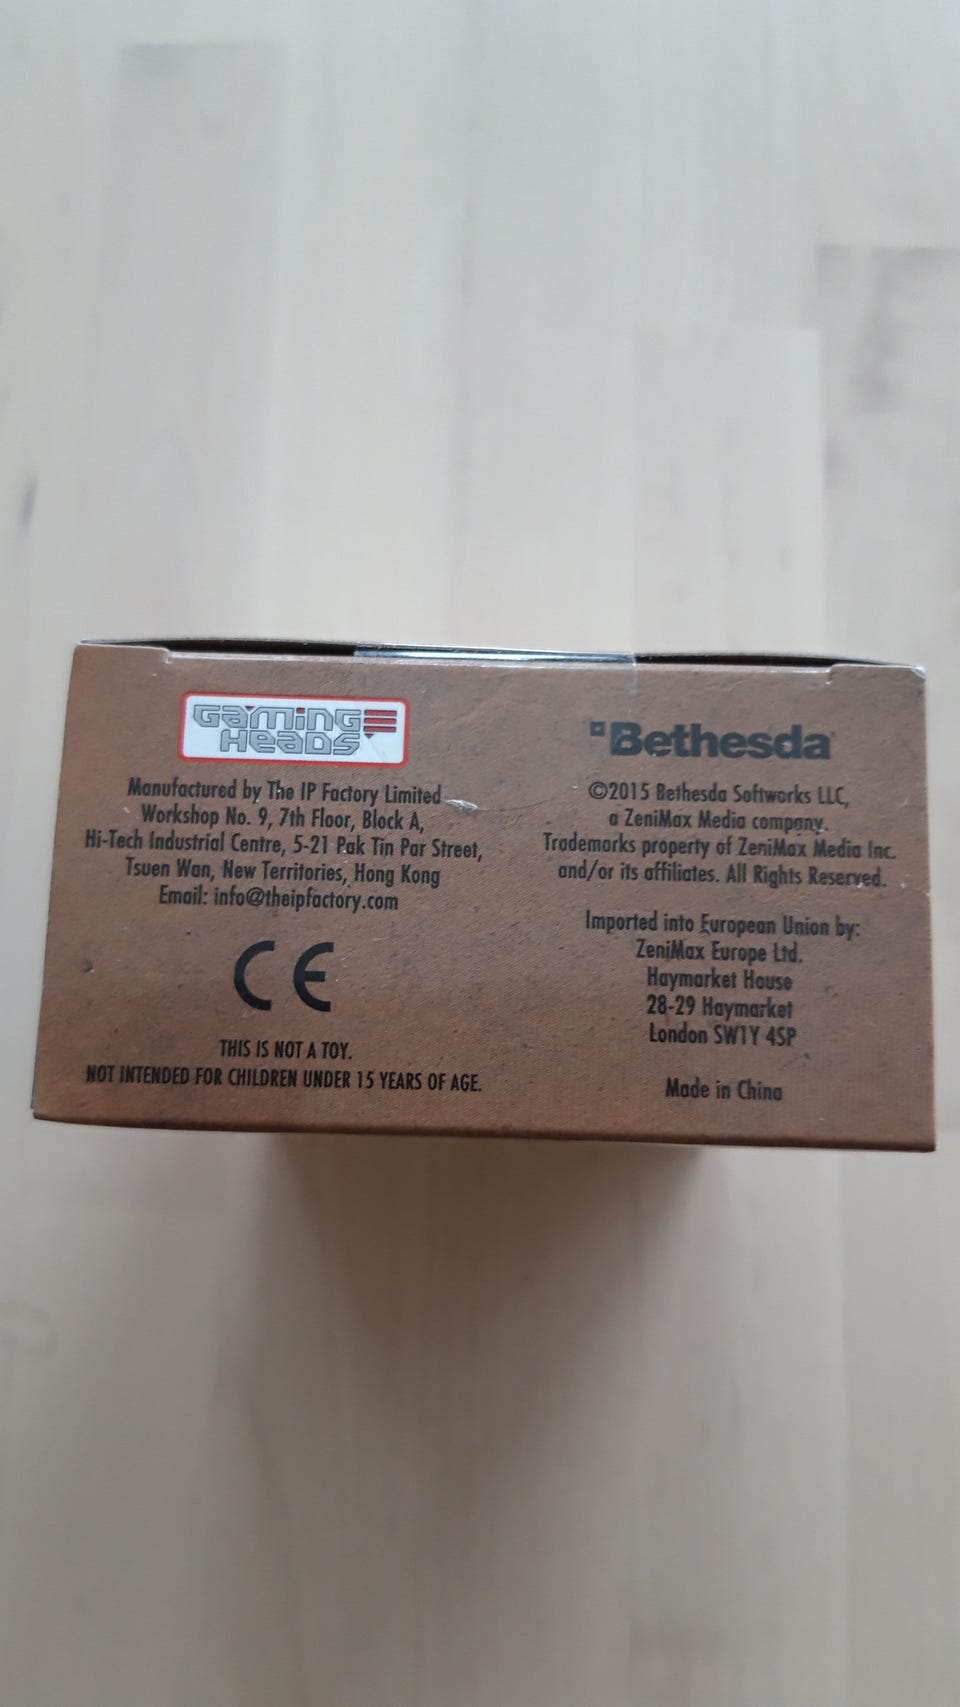 Gaming
Heads
Manufactured by The IP Factory Limited
Workshop No. 9, 7th Floor, Block A,
Hi-Tech Industrial Centre, 5-21 Pak Tin Par Street,
Tsuen Wan, New Territories, Hong Kong
Email: info@theipfactory.com
CE
THIS IS NOT A TOY.
NOT INTENDED FOR CHILDREN UNDER 15 YEARS OF AGE.
Bethesda
©2015 Bethesda Softworks LLC,
a ZeniMax Media company.
Trademarks property of ZeniMax Media Inc.
and/or its affiliates. All Rights Reserved.
Imported into European Union by:
ZeniMax Europe Ltd.
Haymarket House
28-29 Haymarket
London SW1Y 4SP
Made in China